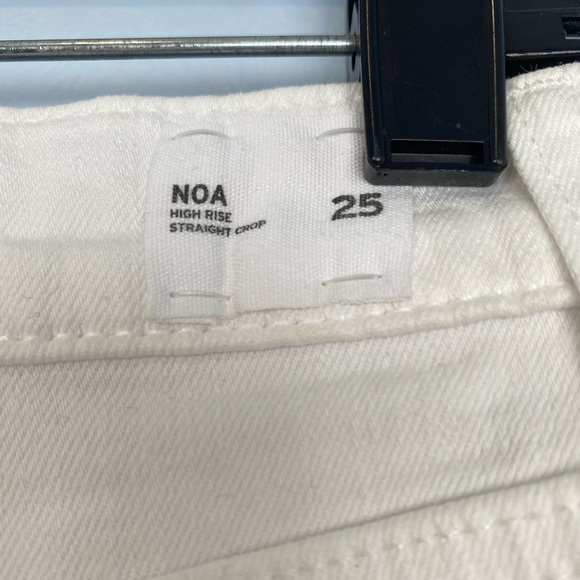 NOA
HIGH RISE
STRAIGHT CROP
25